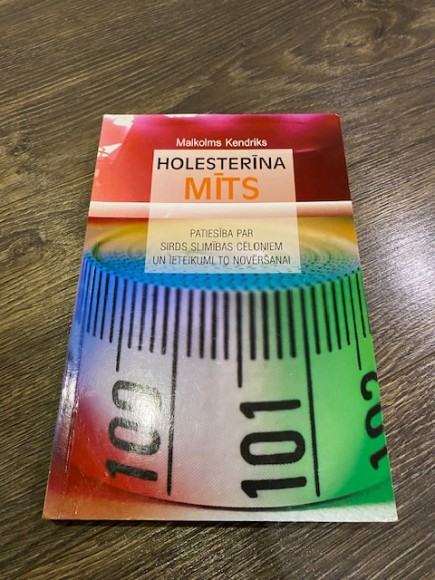 Malkolms Kendriks
HOLESTERĪNA
MĪTS
PATIESĪBA PAR
SIRDS SLIMĪBAS CĒLOŅIEM
UN IETEIKUMI TO NOVĒRŠANAI
100
101
102